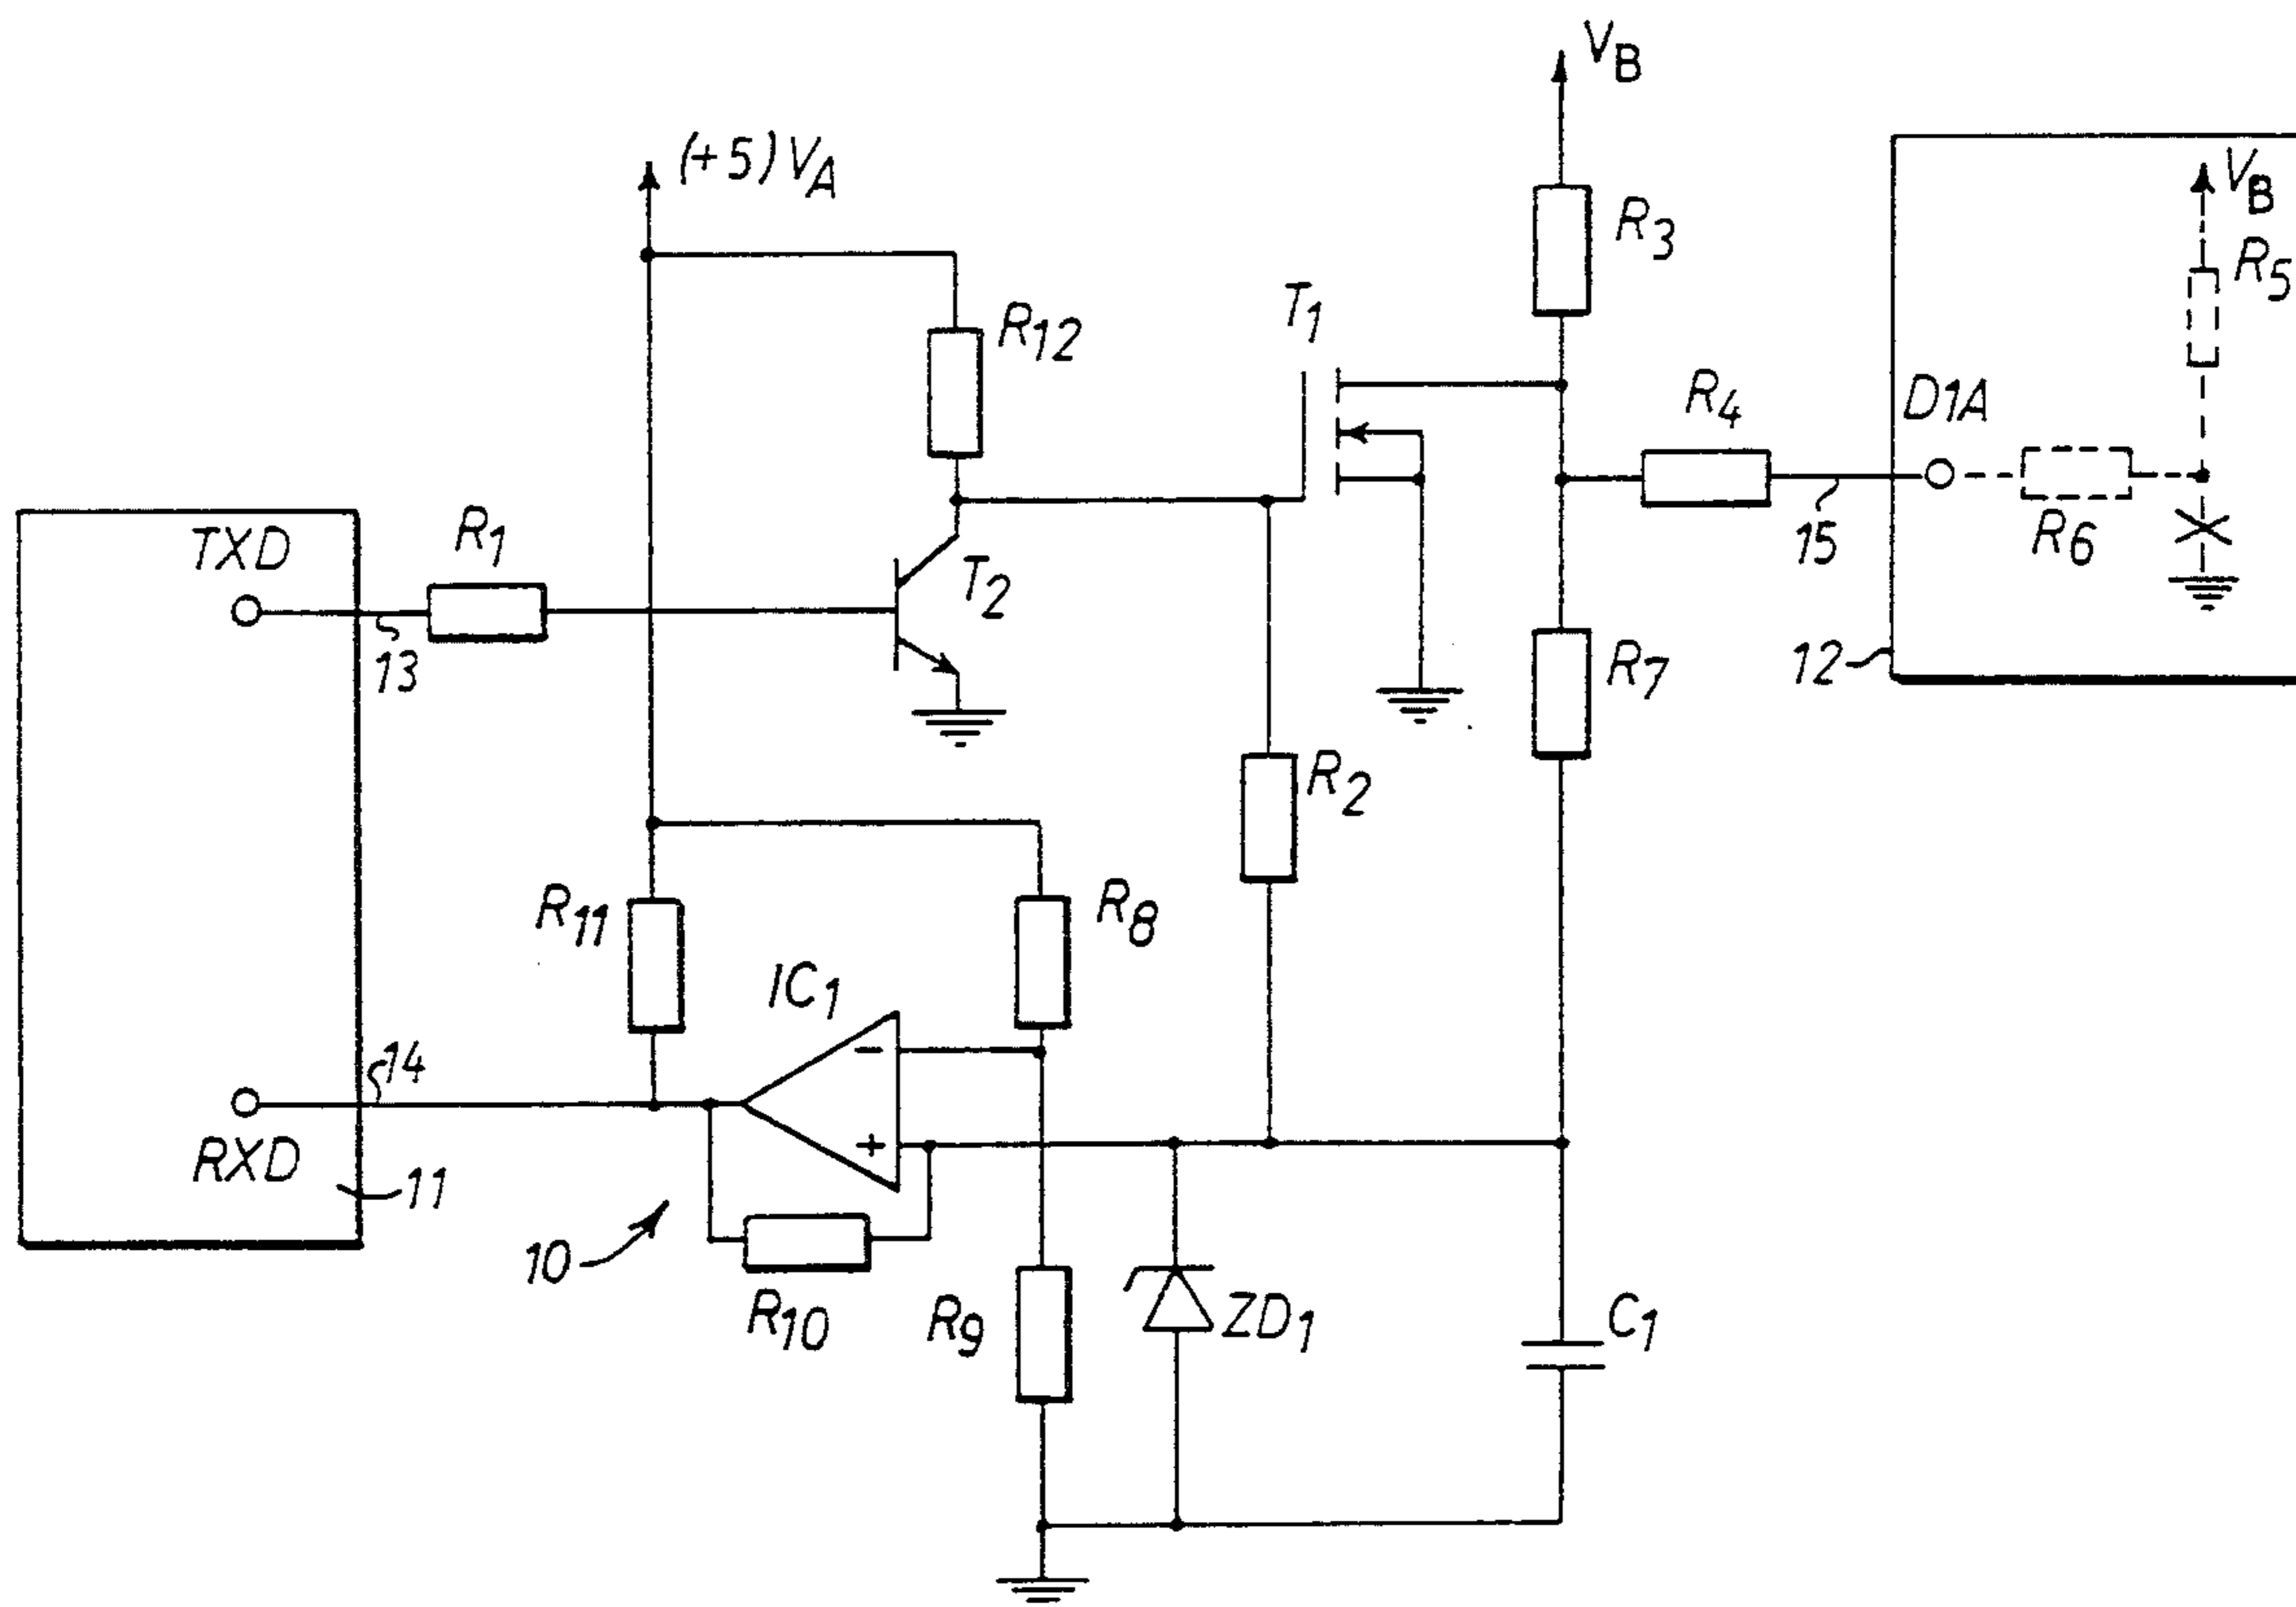 VB
(+5) VA
VB
R3
R5
R12
T1
R4
D1A
TXD
R1
15
R6
T2
13
R7
12
R2
R11
R8
IC1
-
14
+
RXD
11
10
R10
R9
ZD1
C1